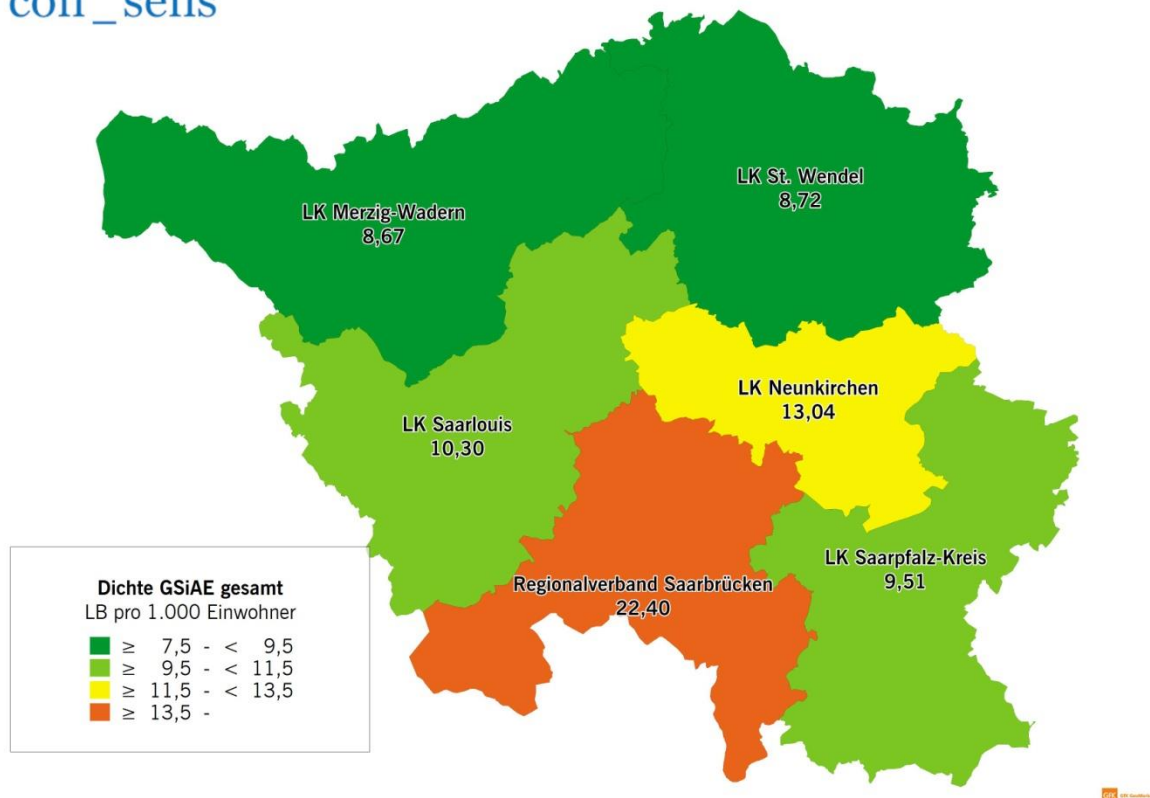 con_sens
LK St. Wendel
8,72
LK Merzig-Wadern
8,67
LK Neunkirchen
13,04
LK Saarlouis
10,30
LK Saarpfalz-Kreis
9,51
Regionalverband Saarbrücken
22,40
Dichte GSiAE gesamt
LB pro 1.000 Einwohner
≥ 7,5 - < 9,5
≥ 9,5 - < 11,5
≥ 11,5 - < 13,5
≥ 13,5 -